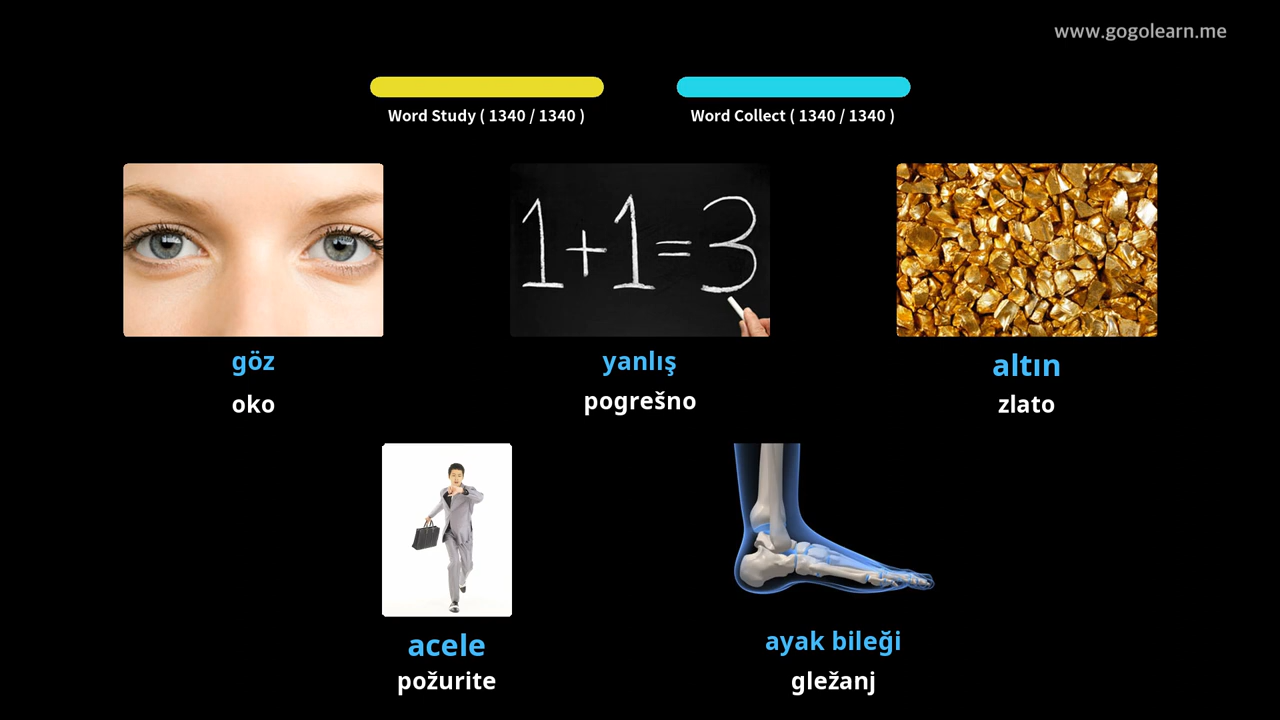 www.gogolearn.me
Word Study ( 1340 / 1340 )
Word Collect ( 1340 / 1340 )
1+1=3
göz
yanlış
altın
oko
pogrešno
zlato
acele
ayak bileği
požurite
gležanj